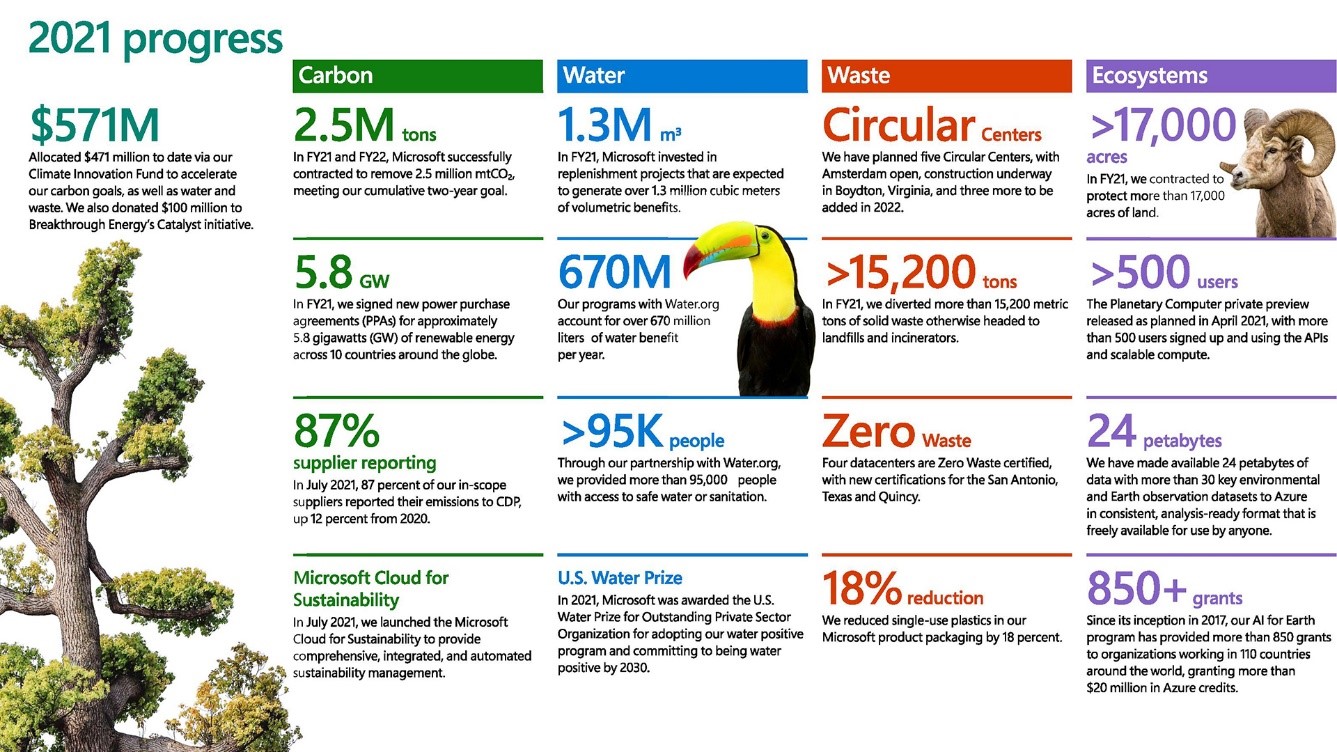 2021 progress
$571M
Allocated $471 million to date via our
Climate Innovation Fund to accelerate
our carbon goals, as well as water and
waste. We also donated $100 million to
Breakthrough Energy's Catalyst initiative.
Carbon
2.5M tons
In FY21 and FY22, Microsoft successfully
contracted to remove 2.5 million mtCO₂,
meeting our cumulative two-year goal.
5.8 GW
In FY21, we signed new power purchase
agreements (PPAs) for approximately
5.8 gigawatts (GW) of renewable energy
across 10 countries around the globe.
87%
supplier reporting
In July 2021, 87 percent of our in-scope
suppliers reported their emissions to CDP,
up 12 percent from 2020.
Microsoft Cloud for
Sustainability
In July 2021, we launched the Microsoft
Cloud for Sustainability to provide
comprehensive, integrated, and automated
sustainability management.
Water
1.3M m³
In FY21, Microsoft invested in
replenishment projects that are expected
to generate over 1.3 million cubic meters
of volumetric benefits.
670M
Our programs with Water.org
account for over 670 million
liters of water benefit
per year.
>95K people
Through our partnership with Water.org,
we provided more than 95,000 people
with access to safe water or sanitation.
U.S. Water Prize
In 2021, Microsoft was awarded the U.S.
Water Prize for Outstanding Private Sector
Organization for adopting our water positive
program and committing to being water
positive by 2030.
Waste
Circular Centers
We have planned five Circular Centers, with
Amsterdam open, construction underway
in Boydton, Virginia, and three more to be
added in 2022.
>15,200 tons
In FY21, we diverted more than 15,200 metric
tons of solid waste otherwise headed to
landfills and incinerators.
Zero Waste
Four datacenters are Zero Waste certified,
with new certifications for the San Antonio,
Texas and Quincy.
18% reduction
We reduced single-use plastics in our
Microsoft product packaging by 18 percent.
Ecosystems
>17,000
acres
In FY21, we contracted to
protect more than 17,000
acres of land.
>500 users
The Planetary Computer private preview
released as planned in April 2021, with more
than 500 users signed up and using the APIs
and scalable compute.
24 petabytes
We have made available 24 petabytes of
data with more than 30 key environmental
and Earth observation datasets to Azure
in consistent, analysis-ready format that is
freely available for use by anyone.
850+ grants
Since its inception in 2017, our AI for Earth
program has provided more than 850 grants
to organizations working in 110 countries
around the world, granting more than
$20 million in Azure credits.